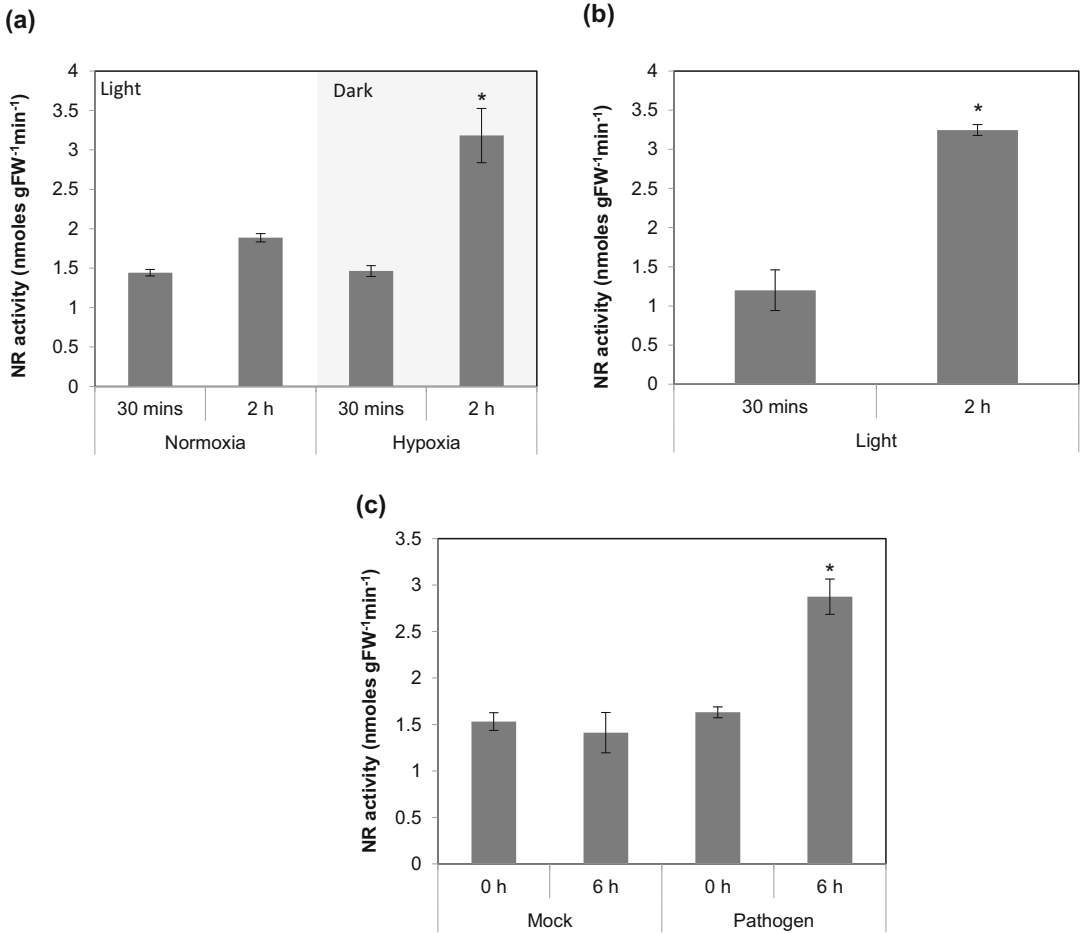 (a)
NR activity (nmoles gFW⁻¹min⁻¹)
4
3.5
3
2.5
2
1.5
1
0.5
0
Light
Dark
*
30 mins 2 h 30 mins 2 h
Normoxia Hypoxia
(b)
NR activity (nmoles gFW⁻¹min⁻¹)
4
3.5
3
2.5
2
1.5
1
0.5
0
*
30 mins 2 h
Light
(c)
NR activity (nmoles gFW⁻¹min⁻¹)
3.5
3
2.5
2
1.5
1
0.5
0
*
0 h 6 h 0 h 6 h
Mock Pathogen